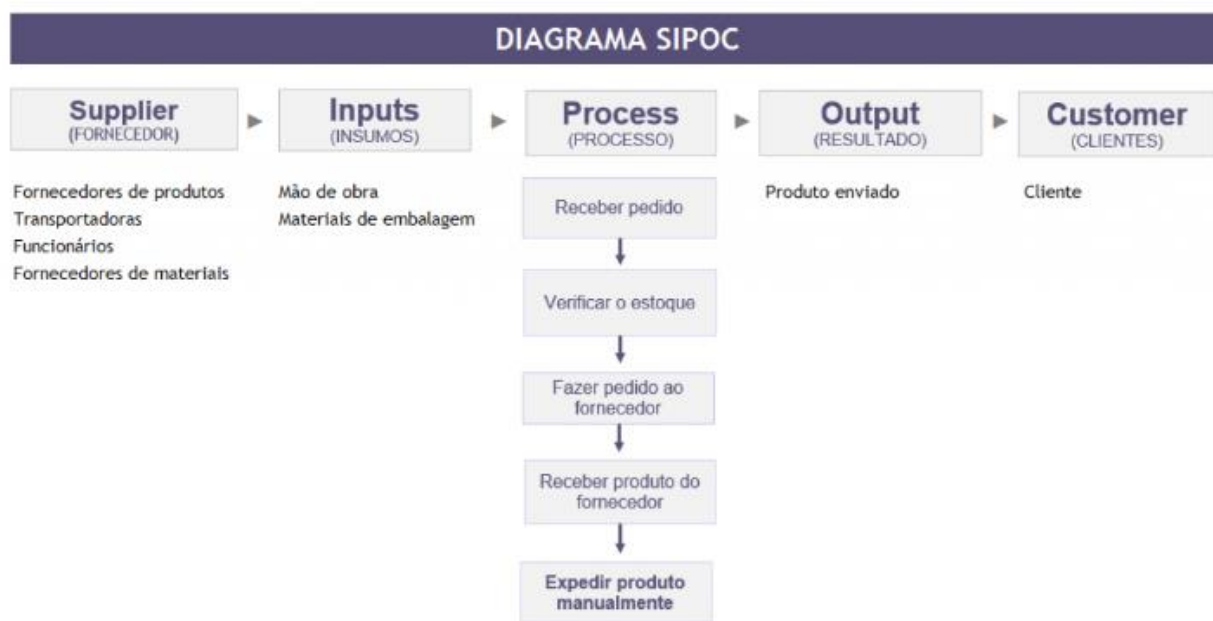 DIAGRAMA SIPOC
Supplier
(FORNECEDOR)
Inputs
(INSUMOS)
Process
(PROCESSO)
Output
(RESULTADO)
Customer
(CLIENTES)
Fornecedores de produtos
Transportadoras
Funcionários
Fornecedores de materiais
Mão de obra
Materiais de embalagem
Receber pedido
Verificar o estoque
Fazer pedido ao
fornecedor
Receber produto do
fornecedor
Expedir produto
manualmente
Produto enviado
Cliente